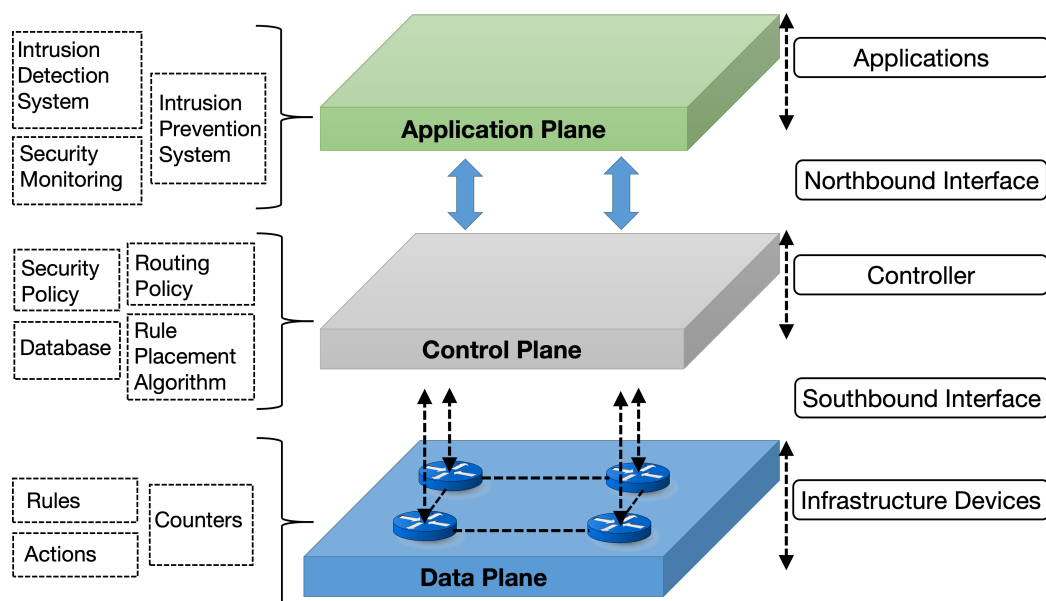 Intrusion
Detection
System
Security
Monitoring
Intrusion
Prevention
System
Application Plane
Applications
Northbound Interface
Security
Policy
Routing
Policy
Database
Rule
Placement
Algorithm
Control Plane
Controller
Southbound Interface
Rules
Actions
Counters
Data Plane
Infrastructure Devices